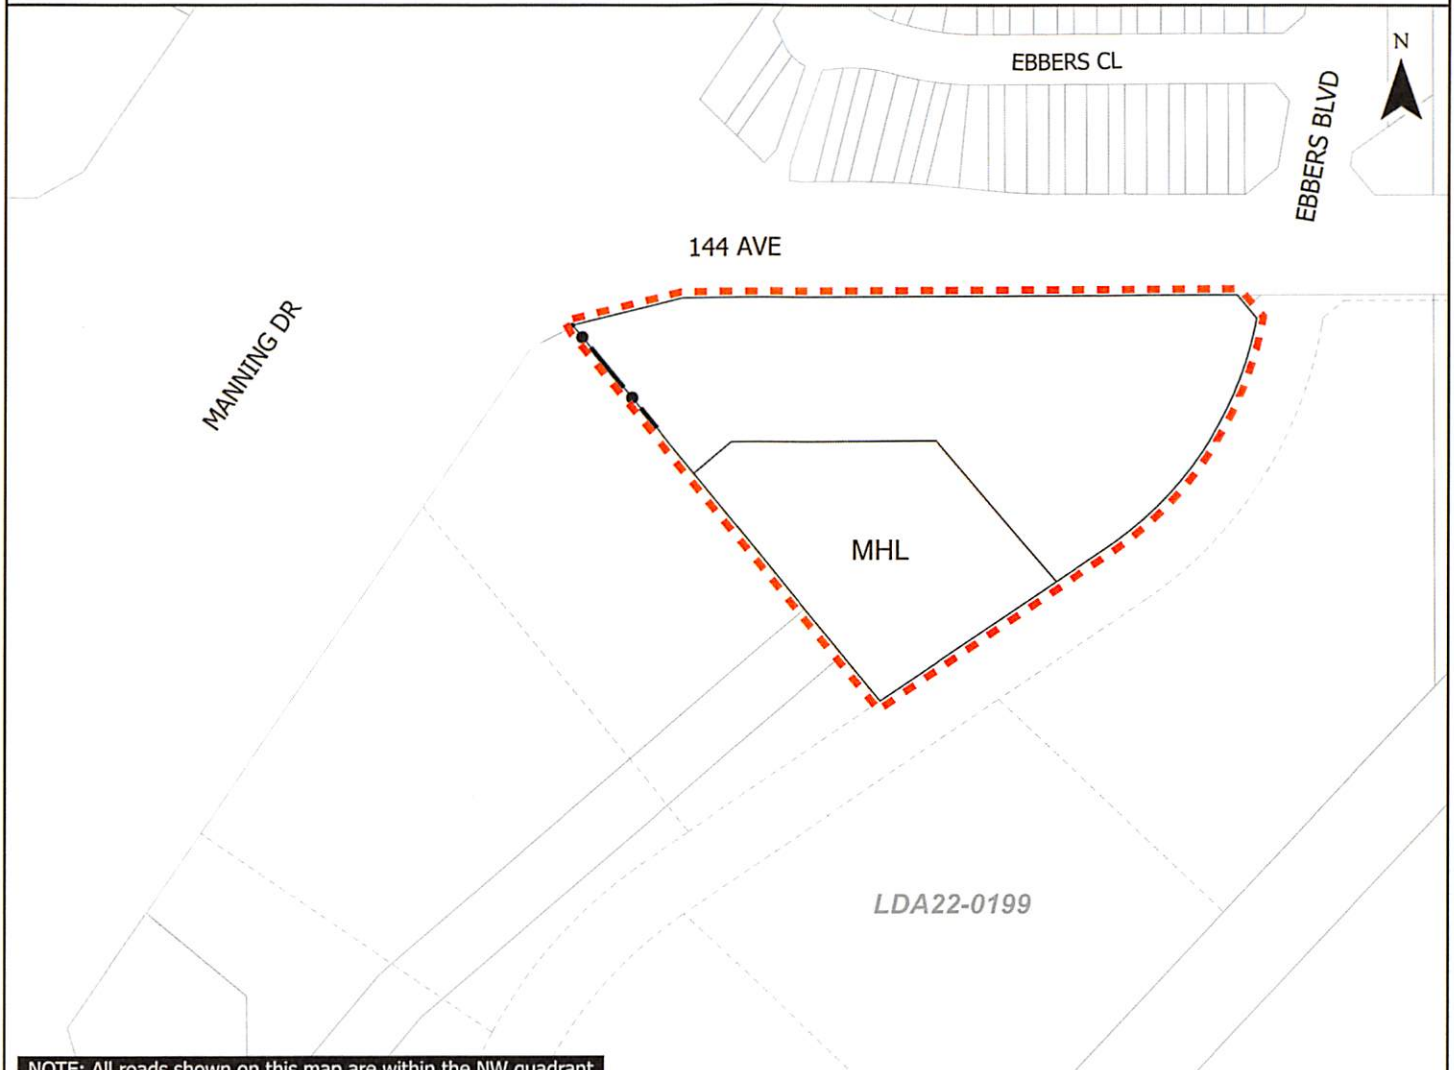 EBBERS CL
N
EBBERS BLVD
144 AVE
MANNING DR
MHL
LDA22-0199
NOTE: All roads shown on this map are within the NW quadrant